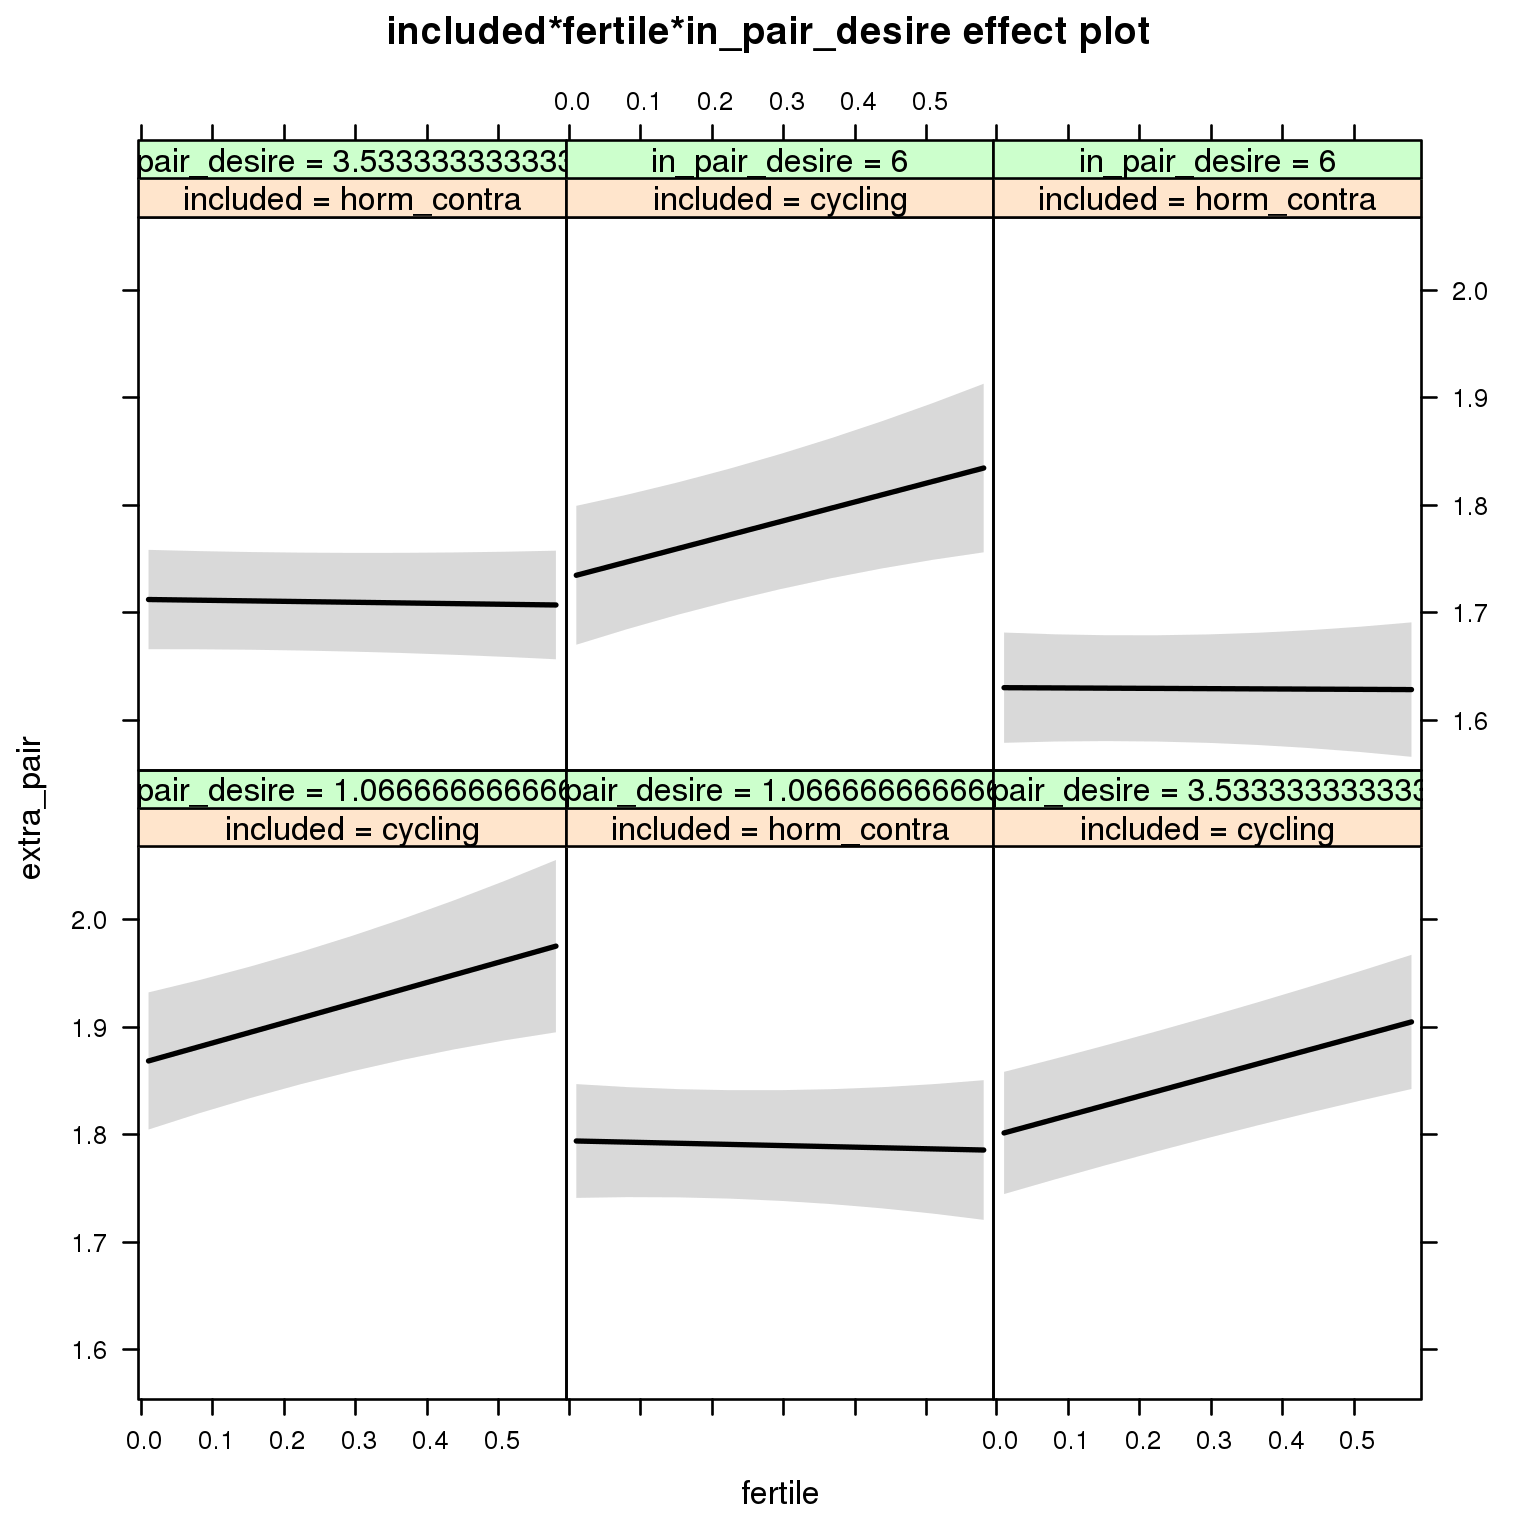 included*fertile*in_pair_desire effect plot
0.0 0.1 0.2 0.3 0.4 0.5
pair_desire = 3.533333333333 in_pair_desire = 6 in_pair_desire = 6
included = horm_contra included = cycling included = horm_contra
2.0
1.9
1.8
1.7
1.6
extra_pair
pair_desire = 1.066666666666 pair_desire = 1.066666666666 pair_desire = 3.533333333333
included = cycling included = horm_contra included = cycling
2.0
1.9
1.8
1.7
1.6
0.0 0.1 0.2 0.3 0.4 0.5 0.0 0.1 0.2 0.3 0.4 0.5
fertile